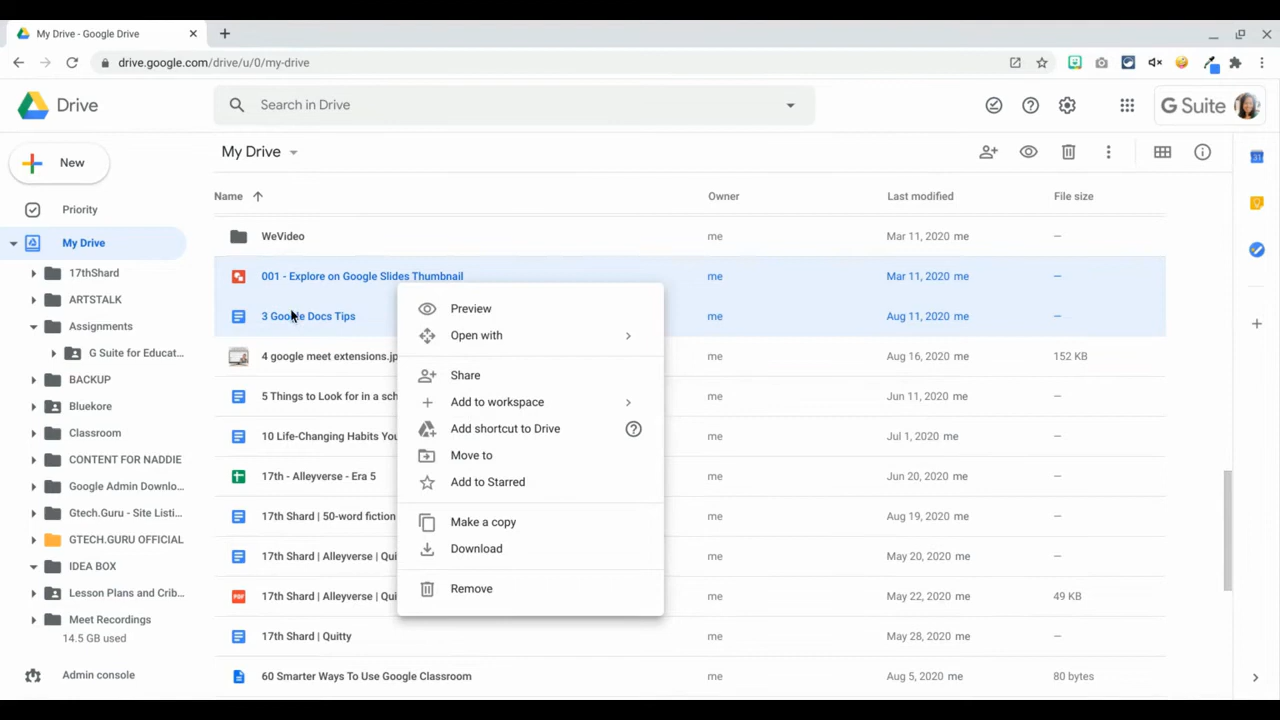 My Drive - Google Drive
drive.google.com/drive/u/0/my-drive
Drive
Search in Drive
G Suite
New
My Drive
Name
Owner
Last modified
File size
Priority
My Drive
17thShard
ARTSTALK
Assignments
G Suite for Educat...
BACKUP
Bluekore
Classroom
CONTENT FOR NADDIE
Google Admin Downlo...
Gtech.Guru - Site Listi...
GTECH.GURU OFFICIAL
IDEA BOX
Lesson Plans and Crib...
Meet Recordings
14.5 GB used
Admin console
WeVideo me Mar 11, 2020 me –
001 - Explore on Google Slides Thumbnail me Mar 11, 2020 me –
3 Google Docs Tips me Aug 11, 2020 me –
4 google meet extensions.jp me Aug 16, 2020 me 152 KB
5 Things to Look for in a sch me Jun 11, 2020 me –
10 Life-Changing Habits You me Jul 1, 2020 me –
17th - Alleyverse - Era 5 me Jun 20, 2020 me –
17th Shard | 50-word fiction me Aug 19, 2020 me –
17th Shard | Alleyverse | Qui me May 20, 2020 me –
17th Shard | Alleyverse | Qui me May 22, 2020 me 49 KB
17th Shard | Quitty me May 28, 2020 me –
60 Smarter Ways To Use Google Classroom me Aug 5, 2020 me 80 bytes
Preview
Open with
Share
Add to workspace
Add shortcut to Drive
Move to
Add to Starred
Make a copy
Download
Remove
31
PDF